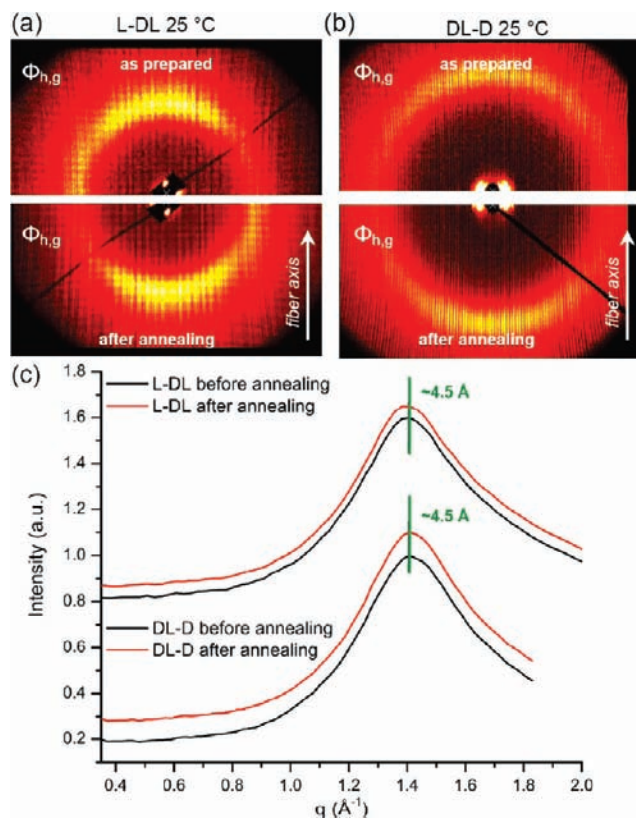 (a) L-DL 25 °C
(b) DL-D 25 °C
Φh,g
as prepared
Φh,g
after annealing
fiber axis
Φh,g
as prepared
Φh,g
after annealing
fiber axis
(c)
1.8
1.6
1.4
1.2
1.0
0.8
0.6
0.4
0.2
Intensity (a.u.)
L-DL before annealing
L-DL after annealing
~4.5 Å
~4.5 Å
DL-D before annealing
DL-D after annealing
0.4 0.6 0.8 1.0 1.2 1.4 1.6 1.8 2.0
q (Å⁻¹)